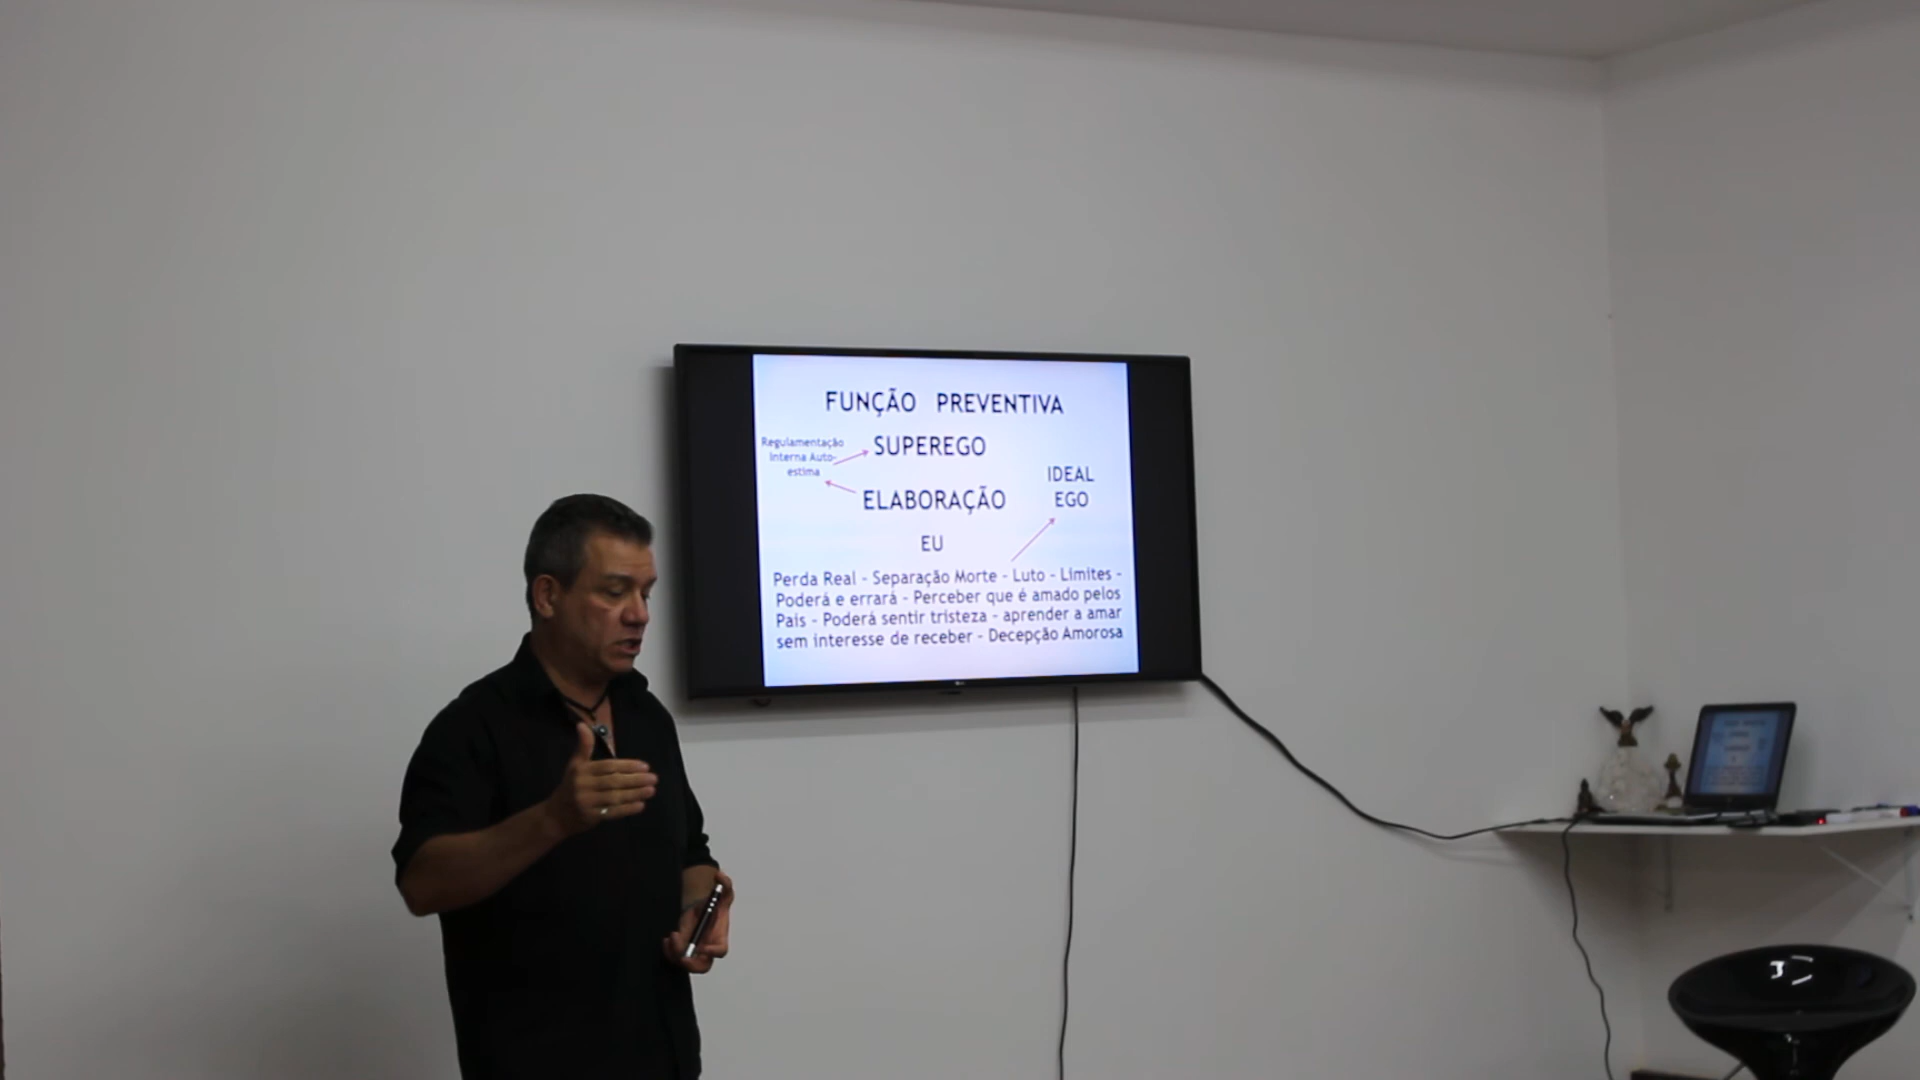 FUNÇÃO PREVENTIVA
Regulamentação
Interna Auto-
estima
SUPEREGO
IDEAL
EGO
ELABORAÇÃO
EU
Perda Real - Separação Morte - Luto - Limites -
Poderá e errará - Perceber que é amado pelos
Pais - Poderá sentir tristeza - aprender a amar
sem interesse de receber - Decepção Amorosa